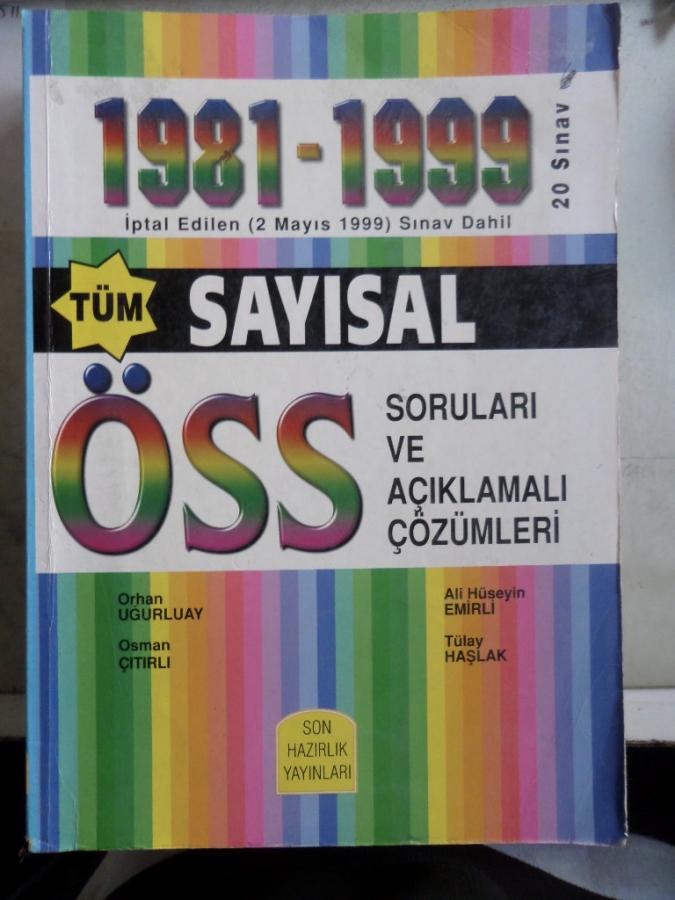 1981-1999
20 Sınav
İptal Edilen (2 Mayıs 1999) Sınav Dahil
TÜM
SAYISAL
ÖSS
SORULARI
VE
AÇIKLAMALI
ÇÖZÜMLERİ
Orhan
UĞURLUAY
Osman
ÇITIRLI
Ali Hüseyin
EMİRLİ
Tülay
HAŞLAK
SON
HAZIRLIK
YAYINLARI